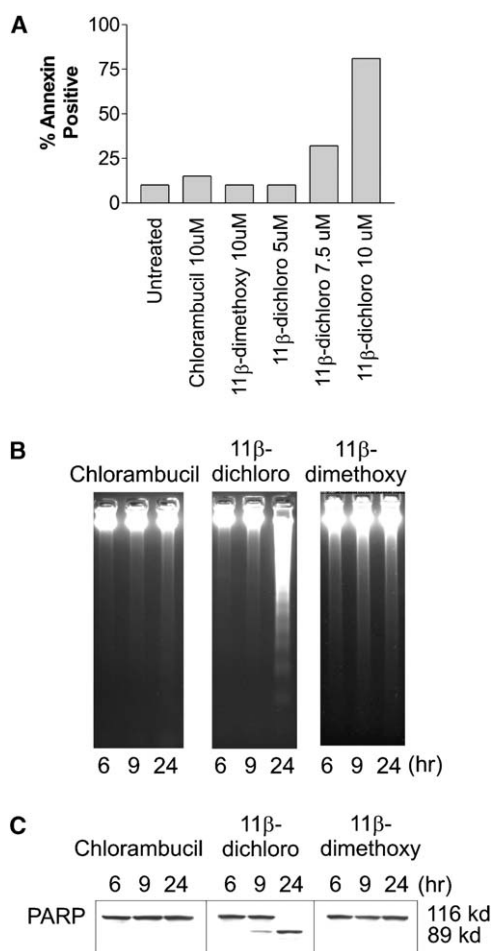 A
% Annexin
Positive
100
75
50
25
0
Untreated
Chlorambucil 10uM
11β-dimethoxy 10uM
11β-dichloro 5uM
11β-dichloro 7.5 uM
11β-dichloro 10 uM
B
Chlorambucil
11β-
dichloro
11β-
dimethoxy
6 9 24 6 9 24 6 9 24 (hr)
C
Chlorambucil
11β-
dichloro
11β-
dimethoxy
6 9 24 6 9 24 6 9 24 (hr)
PARP
116 kd
89 kd